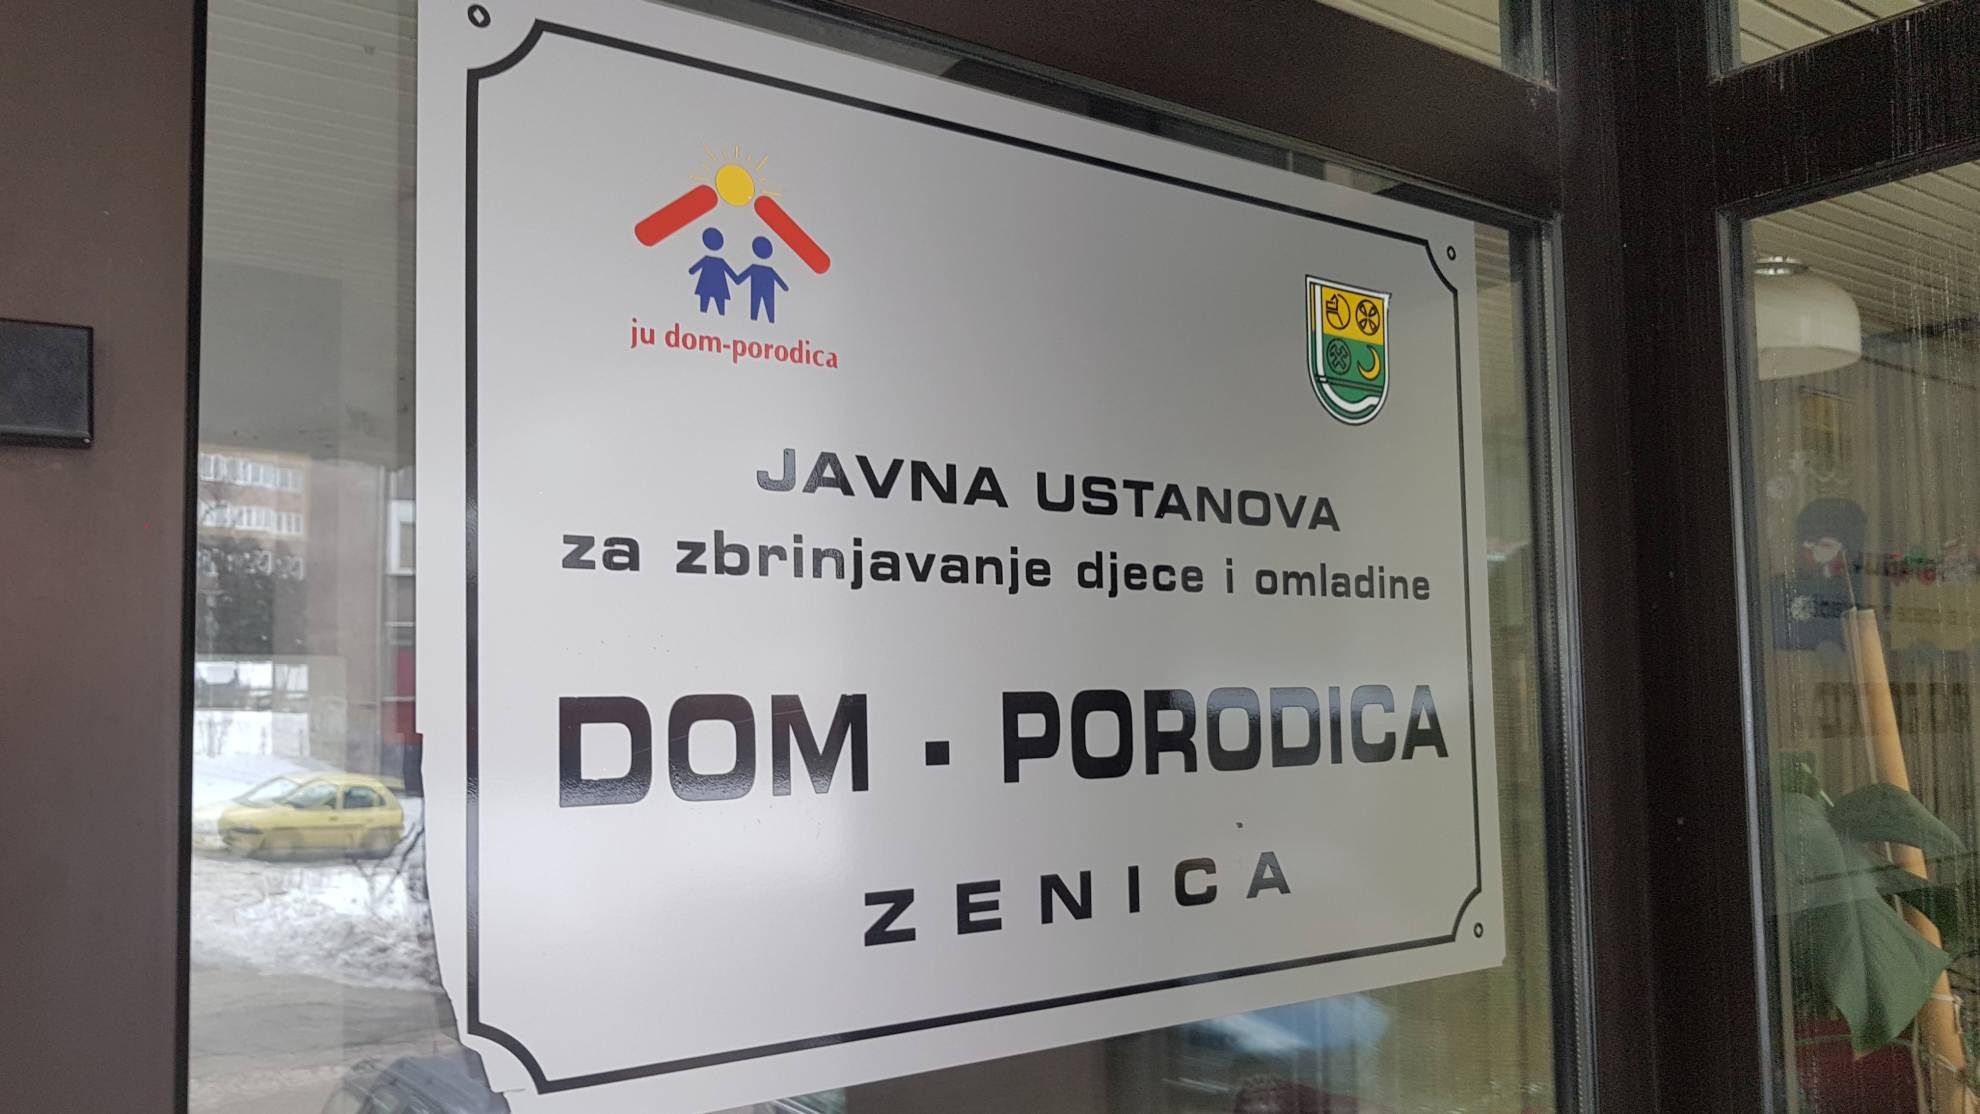 ju dom-porodica
JAVNA USTANOVA
za zbrinjavanje djece i omladine
DOM - PORODICA
ZENICA